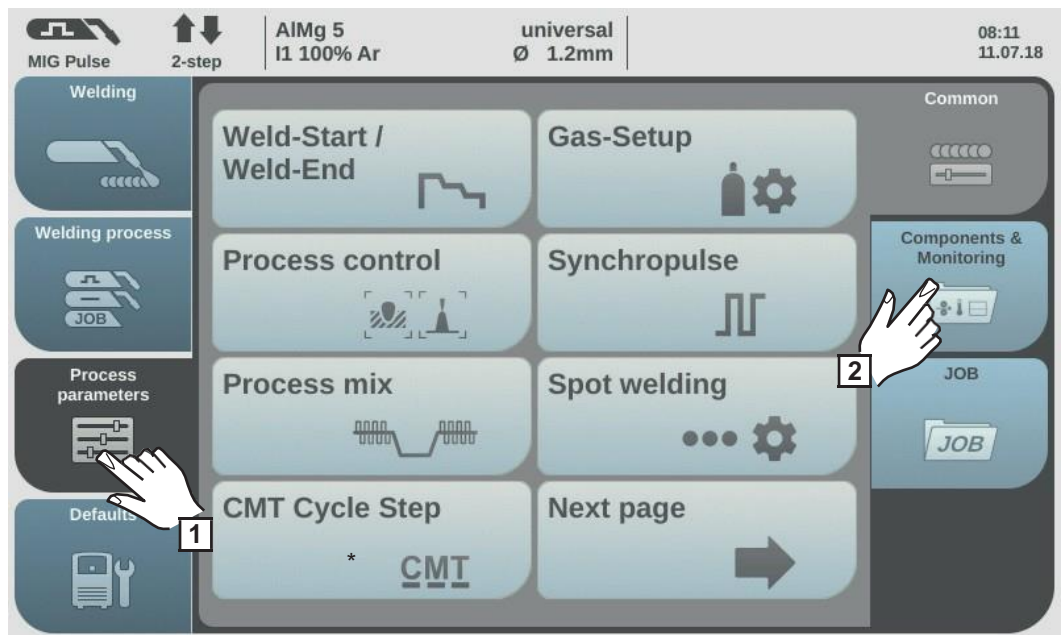 MIG Pulse
2-step
AlMg 5
I1 100% Ar
universal
Ø 1.2mm
08:11
11.07.18
Welding
Welding process
JOB
Process
parameters
1
Defaults
Weld-Start /
Weld-End
Gas-Setup
Process control
Synchropulse
Process mix
Spot welding
CMT Cycle Step
* CMT
Next page
Common
Components &
Monitoring
2
JOB
JOB